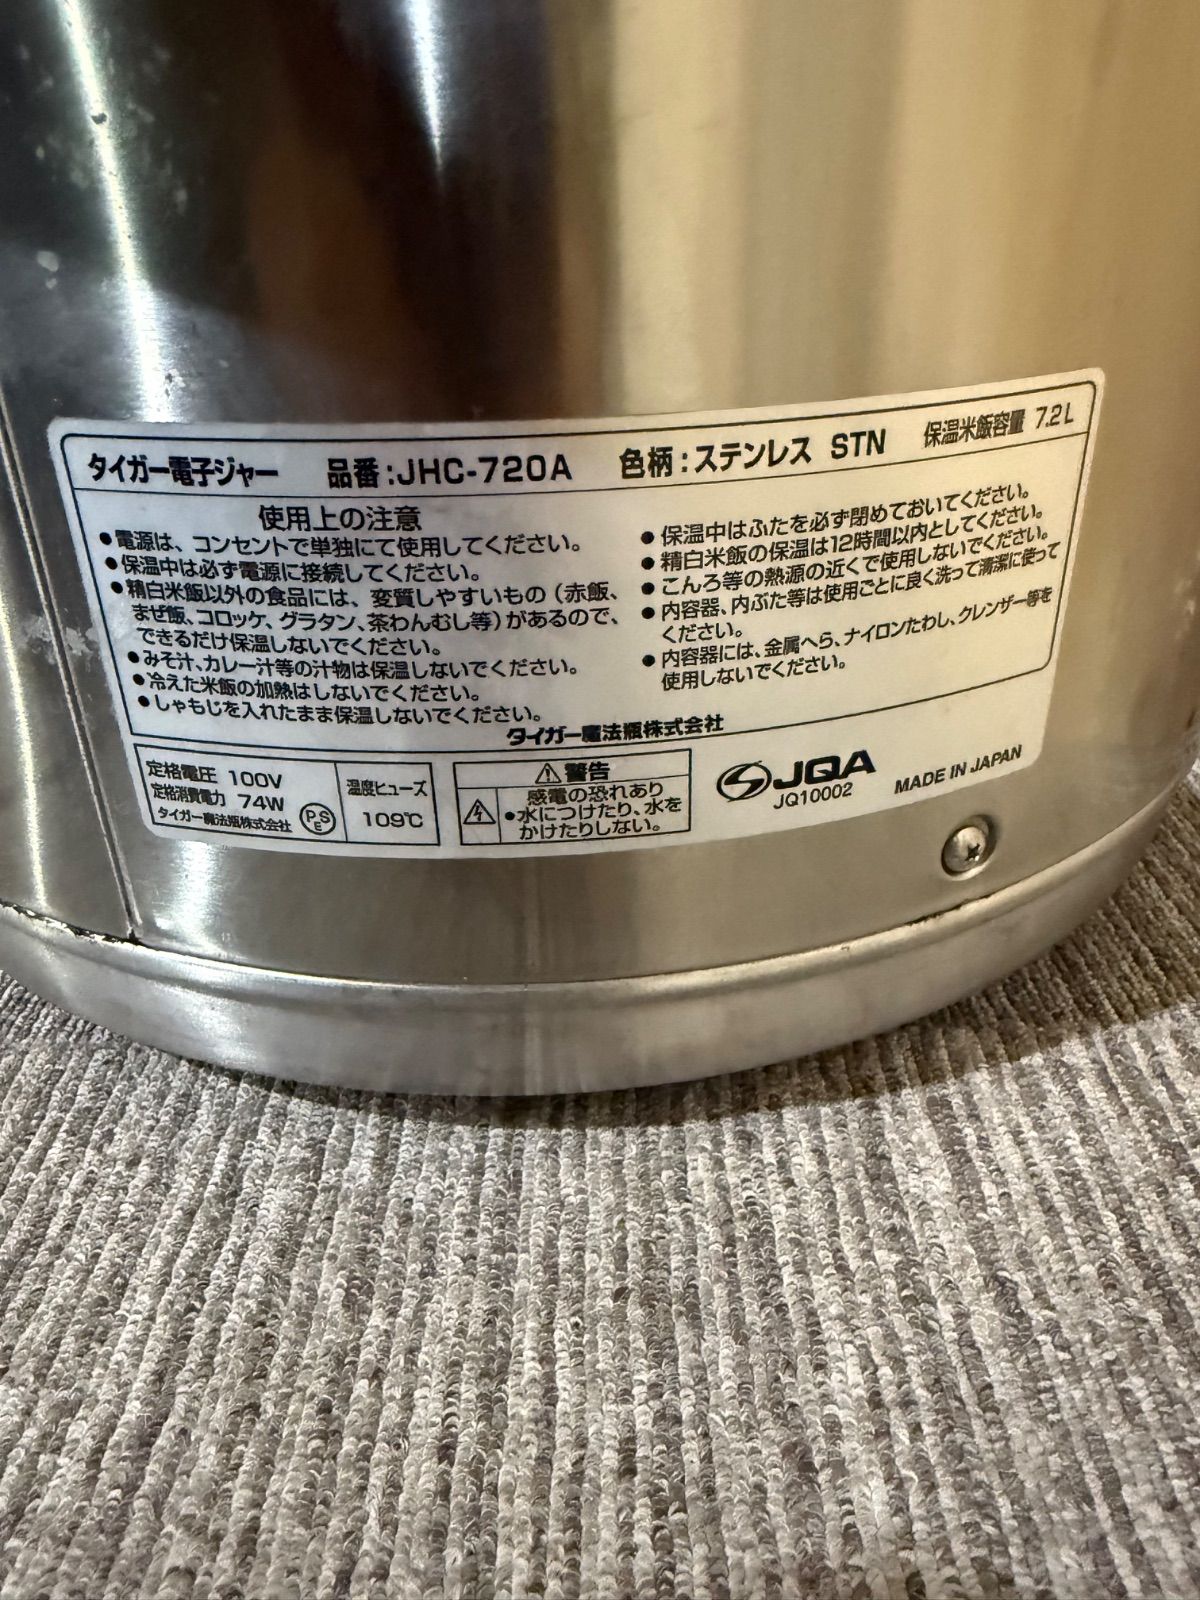 タイガー電子ジャー 品番:JHC-720A 色柄:ステンレス STN 保温米飯容量 7.2L
使用上の注意
●電源は、コンセントで単独にて使用してください。
●保温中は必ず電源に接続してください。
●精白米飯以外の食品には、変質しやすいもの(赤飯、
まぜ飯、コロッケ、グラタン、茶わんむし等)があるので、
できるだけ保温しないでください。
●みそ汁、カレー汁等の汁物は保温しないでください。
●冷えた米飯の加熱はしないでください。
●しゃもじを入れたまま保温しないでください。
●保温中はふたを必ず閉めておいてください。
●精白米飯の保温は12時間以内としてください。
●こんろ等の熱源の近くで使用しないでください。
●内容器、内ぶた等は使用ごとに良く洗って清潔に使って
ください。
●内容器には、金属へら、ナイロンたわし、クレンザー等を
使用しないでください。
タイガー魔法瓶株式会社
定格電圧 100V
定格消費電力 74W
タイガー魔法瓶株式会社
PSE
温度ヒューズ
109℃
警告
感電の恐れあり
●水につけたり、水を
かけたりしない。
JQA
JQ10002
MADE IN JAPAN